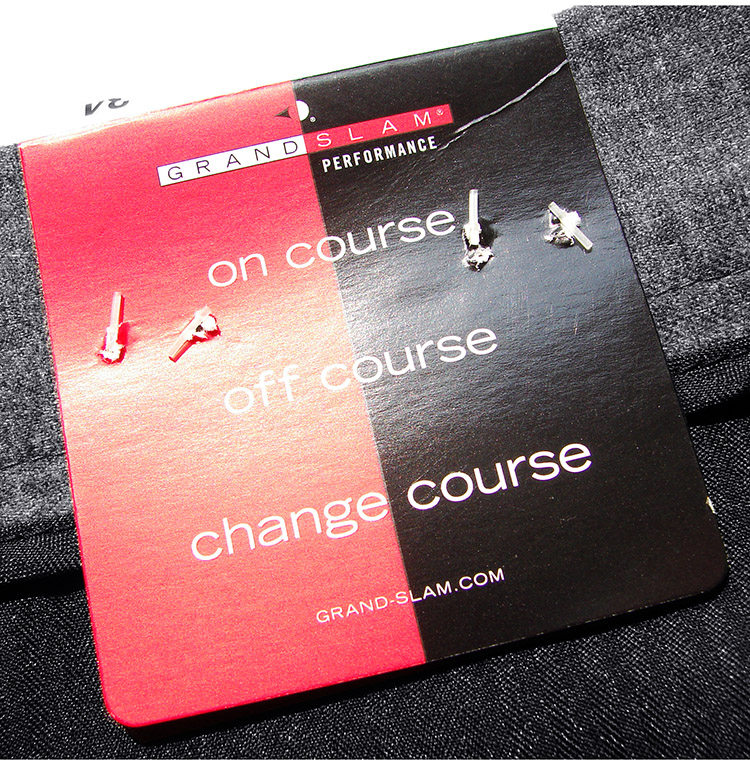 GRAND SLAM®
PERFORMANCE
on course
off course
change course
GRAND-SLAM.COM